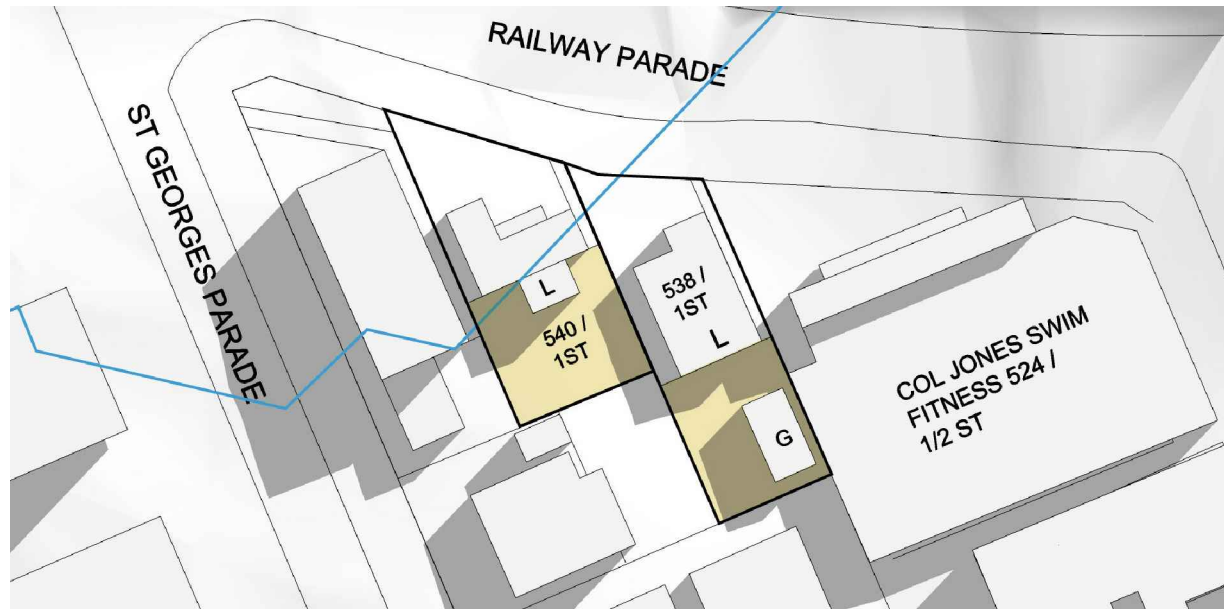 RAILWAY PARADE
ST GEORGES PARADE
L
540 /
1ST
538 /
1ST
L
G
COL JONES SWIM
FITNESS 524 /
1/2 ST